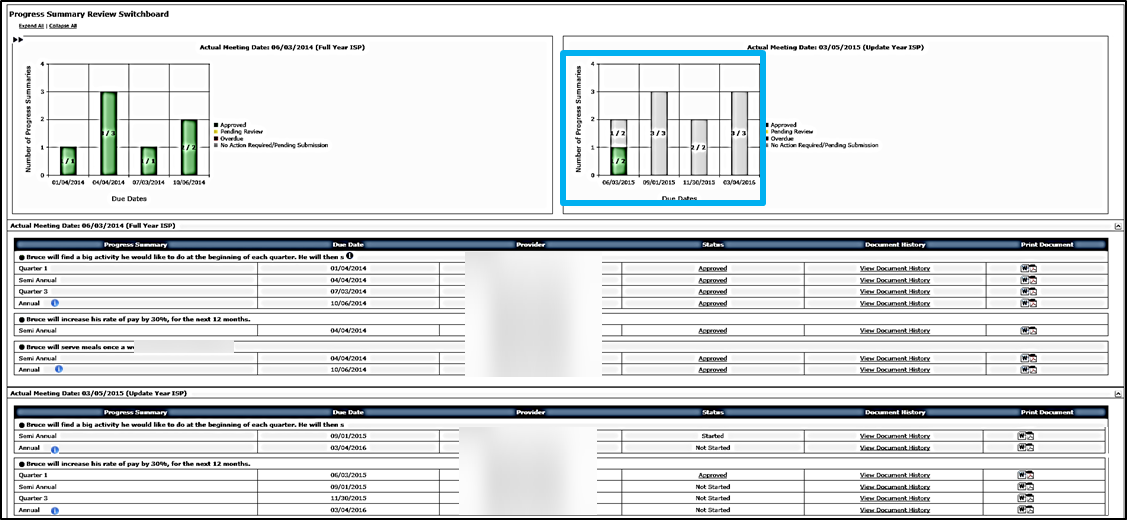 Progress Summary Review Switchboard
Expand All | Collapse All
Actual Meeting Date: 06/03/2014 (Full Year ISP)
Number of Progress Summaries
4
3
2
1
0
1 / 1
3 / 3
1 / 1
2 / 2
01/04/2014 04/04/2014 07/03/2014 10/06/2014
Due Dates
Approved
Pending Review
Overdue
No Action Required/Pending Submission
Actual Meeting Date: 03/05/2015 (Update Year ISP)
Number of Progress Summaries
4
3
2
1
0
1 / 2
1 / 2
3 / 3
2 / 2
3 / 3
06/03/2015 09/01/2015 11/30/2015 03/04/2016
Due Dates
Approved
Pending Review
Overdue
No Action Required/Pending Submission
Actual Meeting Date: 06/03/2014 (Full Year ISP)
Progress Summary Due Date Provider Status Document History Print Document
Bruce will find a big activity he would like to do at the beginning of each quarter. He will then s
Quarter 1 01/04/2014 Approved View Document History
Semi Annual 04/04/2014 Approved View Document History
Quarter 3 07/03/2014 Approved View Document History
Annual 10/06/2014 Approved View Document History
Bruce will increase his rate of pay by 30%, for the next 12 months.
Semi Annual 04/04/2014 Approved View Document History
Bruce will serve meals once a we
Semi Annual 04/04/2014 Approved View Document History
Annual 10/06/2014 Approved View Document History
Actual Meeting Date: 03/05/2015 (Update Year ISP)
Progress Summary Due Date Provider Status Document History Print Document
Bruce will find a big activity he would like to do at the beginning of each quarter. He will then s
Semi Annual 09/01/2015 Started View Document History
Annual 03/04/2016 Not Started View Document History
Bruce will increase his rate of pay by 30%, for the next 12 months.
Quarter 1 06/03/2015 Approved View Document History
Semi Annual 09/01/2015 Not Started View Document History
Quarter 3 11/30/2015 Not Started View Document History
Annual 03/04/2016 Not Started View Document History